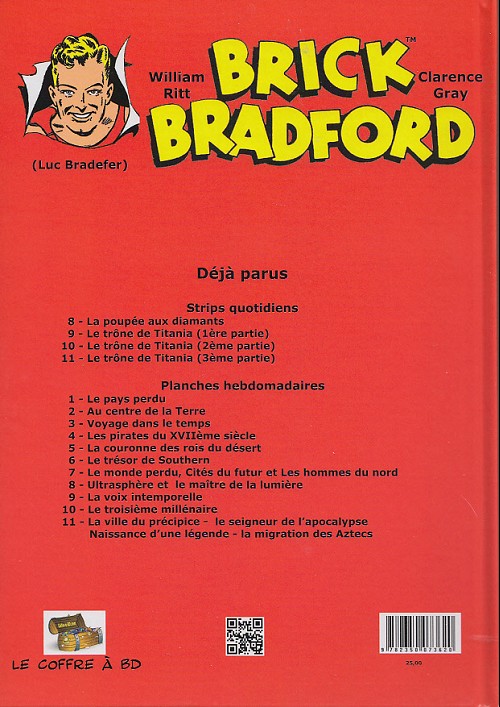 William Ritt
BRICK BRADFORD™
Clarence Gray
(Luc Bradefer)
Déjà parus
Strips quotidiens
8 - La poupée aux diamants
9 - Le trône de Titania (1ère partie)
10 - Le trône de Titania (2ème partie)
11 - Le trône de Titania (3ème partie)
Planches hebdomadaires
1 - Le pays perdu
2 - Au centre de la Terre
3 - Voyage dans le temps
4 - Les pirates du XVIIème siècle
5 - La couronne des rois du désert
6 - Le trésor de Southern
7 - Le monde perdu, Cités du futur et Les hommes du nord
8 - Ultrasphère et le maître de la lumière
9 - La voix intemporelle
10 - Le troisième millénaire
11 - La ville du précipice - le seigneur de l'apocalypse
Naissance d'une légende - la migration des Aztecs
LE COFFRE À BD
9782350873628
25,00